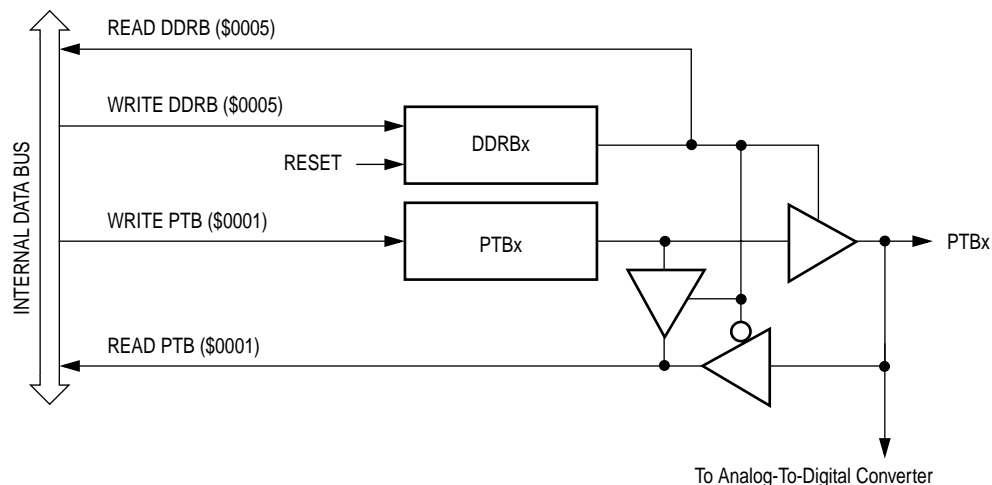 READ DDRB ($0005)
WRITE DDRB ($0005)
DDRBx
RESET
INTERNAL DATA BUS
WRITE PTB ($0001)
PTBx
PTBx
READ PTB ($0001)
To Analog-To-Digital Converter